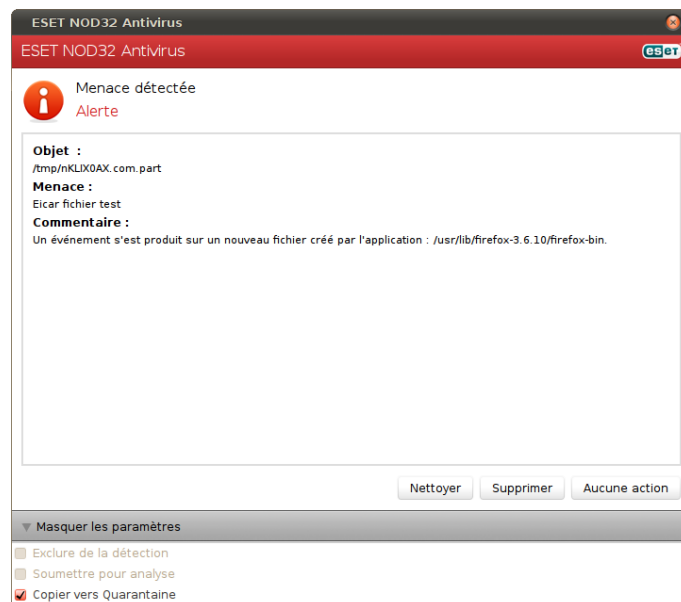 ESET NOD32 Antivirus
ESET NOD32 Antivirus
eseT
Menace détectée
Alerte
Objet :
/tmp/nKLIX0AX.com.part
Menace :
Eicar fichier test
Commentaire :
Un événement s'est produit sur un nouveau fichier créé par l'application : /usr/lib/firefox-3.6.10/firefox-bin.
Nettoyer Supprimer Aucune action
Masquer les paramètres
Exclure de la détection
Soumettre pour analyse
Copier vers Quarantaine